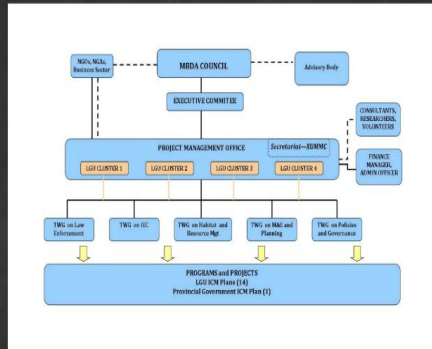 NGOs, NGAs,
Business Sector
MBDA COUNCIL
Advisory Body
EXECUTIVE COMMITEE
CONSULTANTS,
RESEARCHERS,
VOLUNTEERS
PROJECT MANAGEMENT OFFICE
LGU CLUSTER 1
LGU CLUSTER 2
LGU CLUSTER 3
LGU CLUSTER 4
FINANCE
MANAGER,
ADMIN OFFICER
TWG on Law
Enforcement
TWG on IEC
TWG on Habitat and
Resource Mgt
TWG on M&E and
Planning
TWG on Policies
and Governance
PROGRAMS and PROJECTS
LGU ICM Plans (14)
Provincial Government ICM Plan (1)